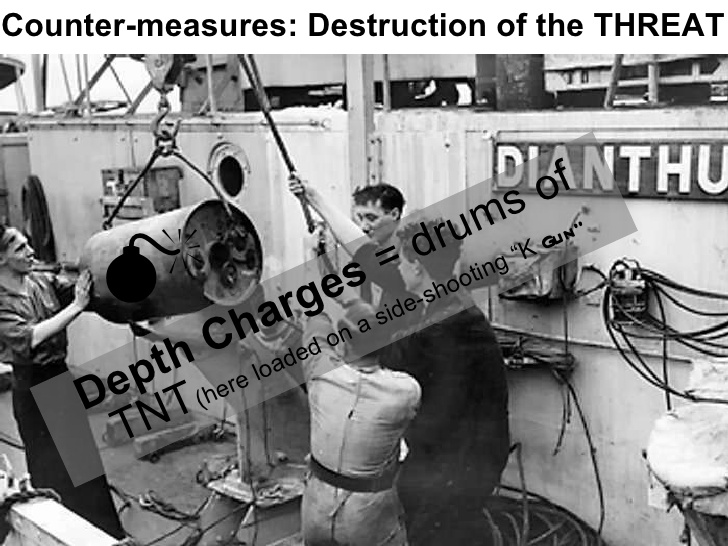 Counter-measures: Destruction of the THREAT
DIANTHU
Depth Charges = drums of
TNT (here loaded on a side-shooting “K GUN”